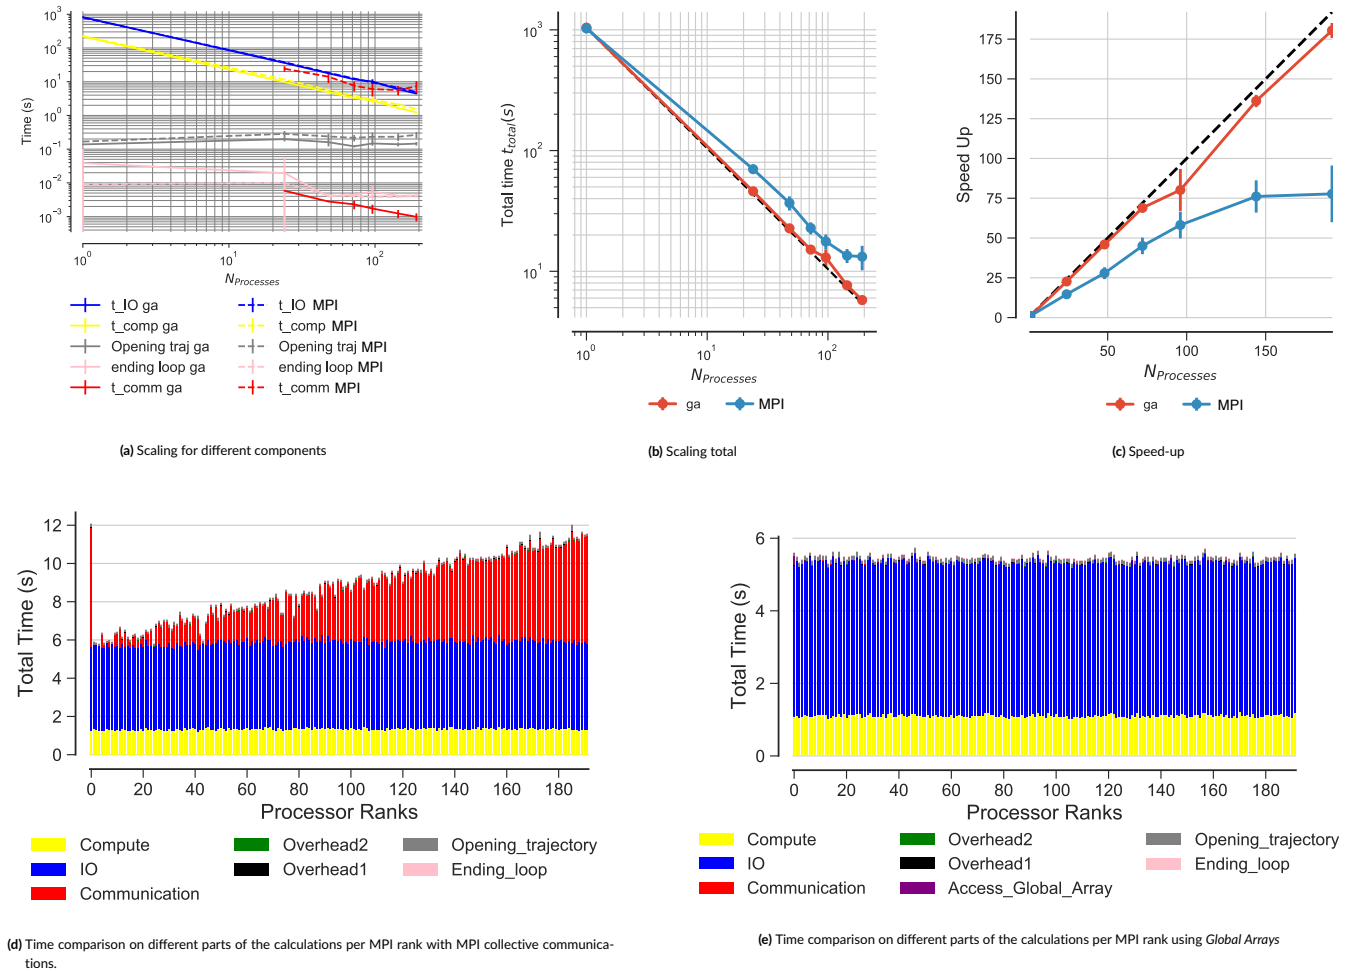 10³
10²
10¹
10⁰
10⁻¹
10⁻²
10⁻³
Time (s)
10⁰
10¹
10²
N_Processes
t_IO ga
t_comp ga
Opening traj ga
ending loop ga
t_comm ga
t_IO MPI
t_comp MPI
Opening traj MPI
ending loop MPI
t_comm MPI
(a) Scaling for different components
10³
10²
10¹
Total time t_total(s)
10⁰
10¹
10²
N_Processes
ga
MPI
(b) Scaling total
175
150
125
100
75
50
25
0
Speed Up
50
100
150
N_Processes
ga
MPI
(c) Speed-up
12
10
8
6
4
2
0
Total Time (s)
0
20
40
60
80
100
120
140
160
180
Processor Ranks
Compute
IO
Communication
Overhead2
Overhead1
Opening_trajectory
Ending_loop
(d) Time comparison on different parts of the calculations per MPI rank with MPI collective communica-
tions.
6
4
2
0
Total Time (s)
0
20
40
60
80
100
120
140
160
180
Processor Ranks
Compute
IO
Communication
Overhead2
Overhead1
Access_Global_Array
Opening_trajectory
Ending_loop
(e) Time comparison on different parts of the calculations per MPI rank using Global Arrays